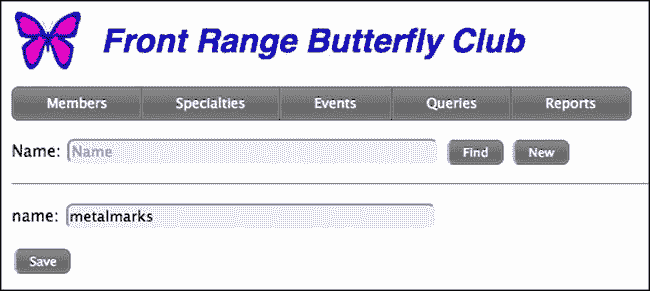 Front Range Butterfly Club
Members Specialties Events Queries Reports
Name: Name Find New
name: metalmarks
Save